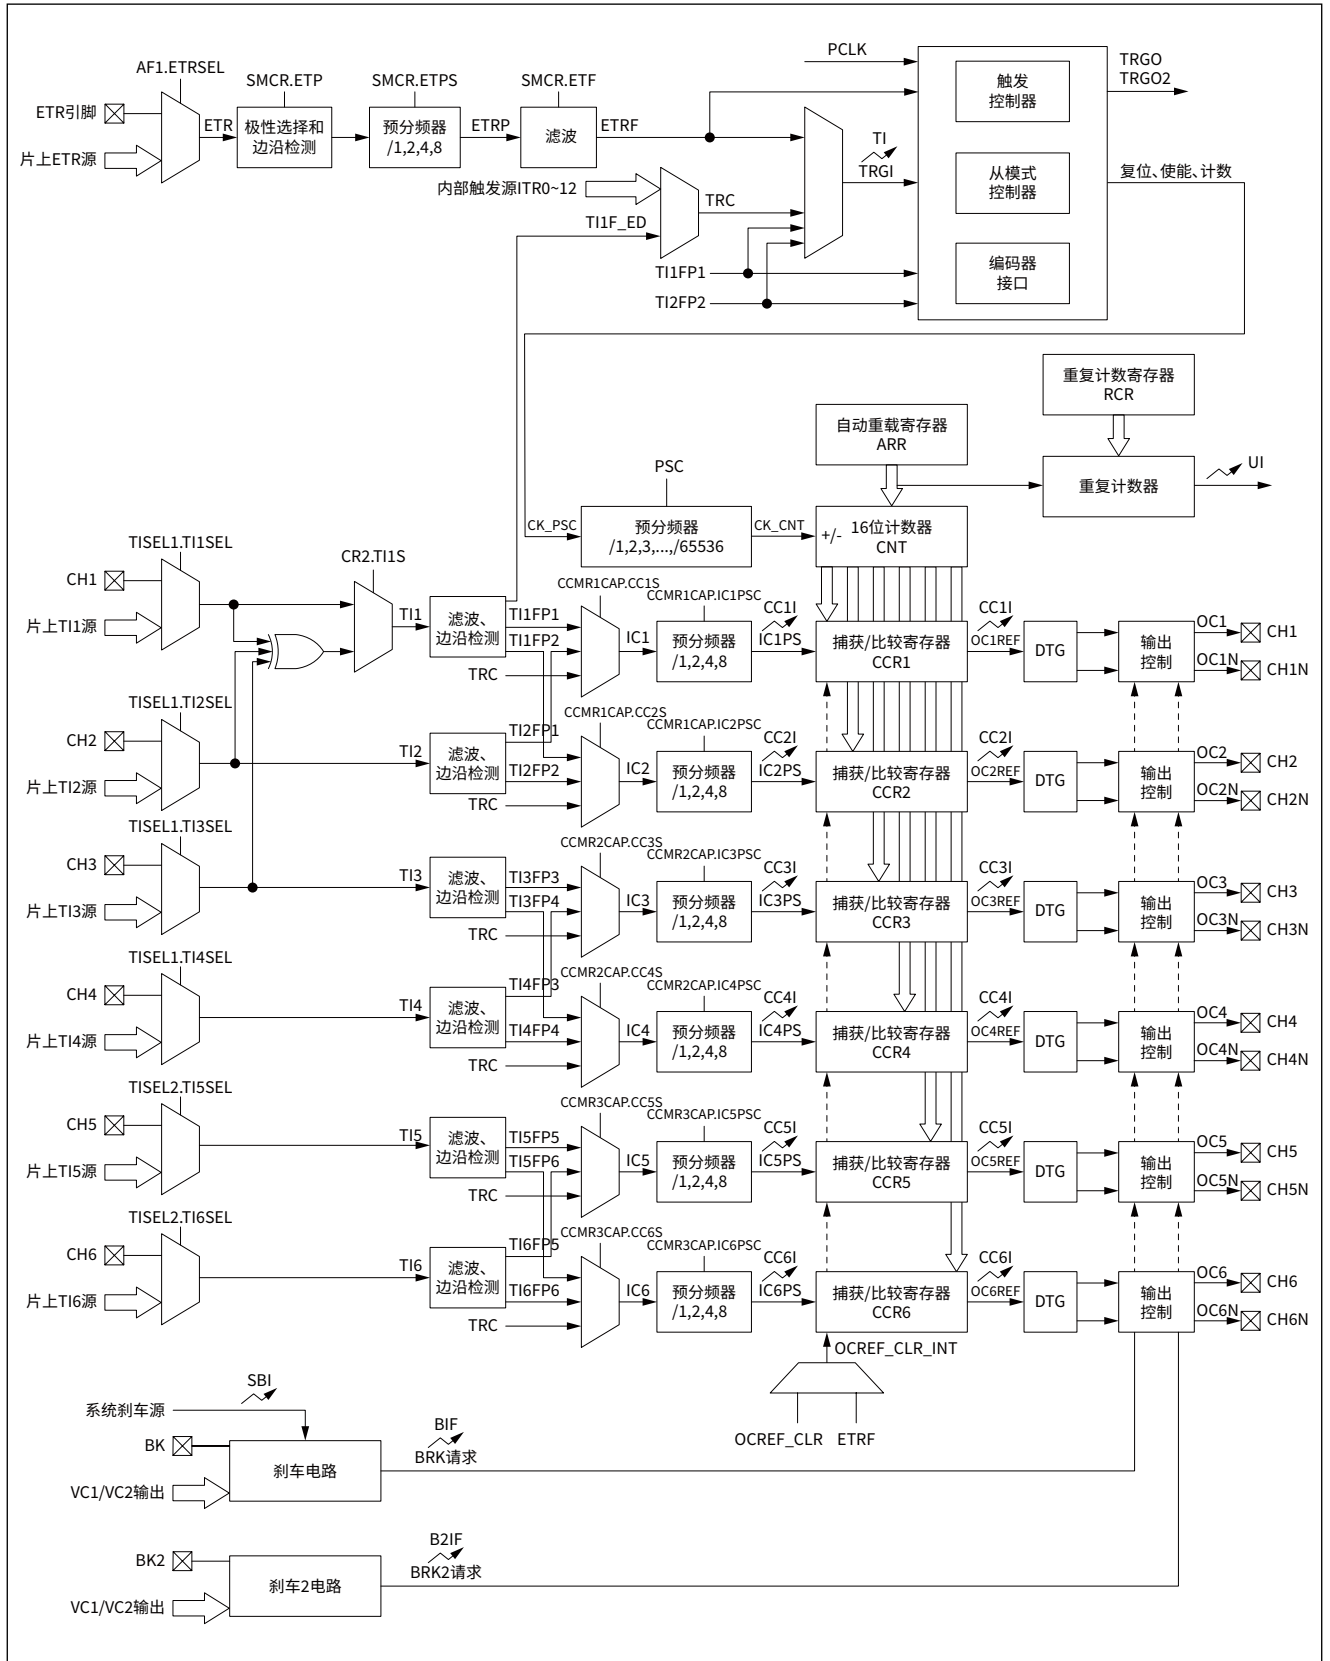 AF1.ETRSEL
SMCR.ETP
SMCR.ETPS
SMCR.ETF
PCLK
TRGO
TRGO2
ETR引脚
ETR
极性选择和
边沿检测
预分频器
/1,2,4,8
ETRP
滤波
ETRF
片上ETR源
触发
控制器
TI
TRGI
内部触发源ITR0~12
TRC
TI1F_ED
从模式
控制器
复位、使能、计数
TI1FP1
TI2FP2
编码器
接口
重复计数寄存器
RCR
自动重载寄存器
ARR
重复计数器
UI
PSC
CK_PSC
预分频器
/1,2,3,...,/65536
CK_CNT
+/-
16位计数器
CNT
TISEL1.TI1SEL
CH1
片上TI1源
CR2.TI1S
TI1
滤波、
边沿检测
TI1FP1
TI1FP2
TRC
CCMR1CAP.CC1S
IC1
CCMR1CAP.IC1PSC
预分频器
/1,2,4,8
CC1I
IC1PS
捕获/比较寄存器
CCR1
CC1I
OC1REF
DTG
输出
控制
OC1
CH1
OC1N
CH1N
TISEL1.TI2SEL
CH2
片上TI2源
TI2
滤波、
边沿检测
TI2FP1
TI2FP2
TRC
CCMR1CAP.CC2S
IC2
CCMR1CAP.IC2PSC
预分频器
/1,2,4,8
CC2I
IC2PS
捕获/比较寄存器
CCR2
CC2I
OC2REF
DTG
输出
控制
OC2
CH2
OC2N
CH2N
TISEL1.TI3SEL
CH3
片上TI3源
TI3
滤波、
边沿检测
TI3FP3
TI3FP4
TRC
CCMR2CAP.CC3S
IC3
CCMR2CAP.IC3PSC
预分频器
/1,2,4,8
CC3I
IC3PS
捕获/比较寄存器
CCR3
CC3I
OC3REF
DTG
输出
控制
OC3
CH3
OC3N
CH3N
TISEL1.TI4SEL
CH4
片上TI4源
TI4
滤波、
边沿检测
TI4FP3
TI4FP4
TRC
CCMR2CAP.CC4S
IC4
CCMR2CAP.IC4PSC
预分频器
/1,2,4,8
CC4I
IC4PS
捕获/比较寄存器
CCR4
CC4I
OC4REF
DTG
输出
控制
OC4
CH4
OC4N
CH4N
TISEL2.TI5SEL
CH5
片上TI5源
TI5
滤波、
边沿检测
TI5FP5
TI5FP6
TRC
CCMR3CAP.CC5S
IC5
CCMR3CAP.IC5PSC
预分频器
/1,2,4,8
CC5I
IC5PS
捕获/比较寄存器
CCR5
CC5I
OC5REF
DTG
输出
控制
OC5
CH5
OC5N
CH5N
TISEL2.TI6SEL
CH6
片上TI6源
TI6
滤波、
边沿检测
TI6FP5
TI6FP6
TRC
CCMR3CAP.CC6S
IC6
CCMR3CAP.IC6PSC
预分频器
/1,2,4,8
CC6I
IC6PS
捕获/比较寄存器
CCR6
CC6I
OC6REF
DTG
输出
控制
OC6
CH6
OC6N
CH6N
OCREF_CLR_INT
OCREF_CLR
ETRF
SBI
系统刹车源
BK
VC1/VC2输出
刹车电路
BIF
BRK请求
BK2
VC1/VC2输出
刹车2电路
B2IF
BRK2请求